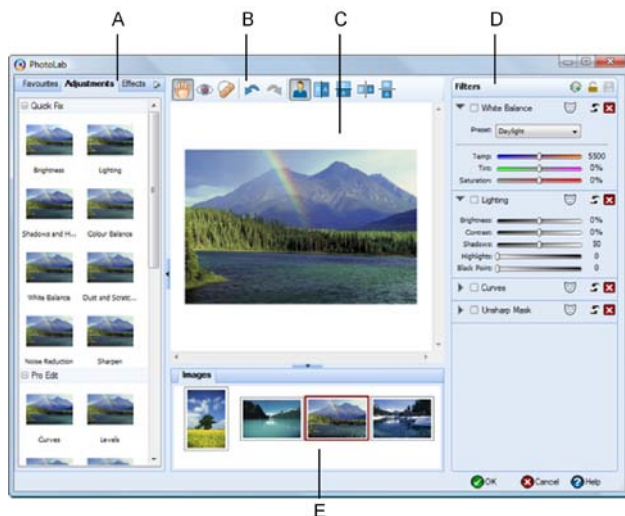 A
B
C
D
PhotoLab
Favourites Adjustments Effects
Quick Fix
Brightness Lighting
Shadows and H... Colour Balance
White Balance Dust and Scratc...
Noise Reduction Sharpen
Pro Edit
Curves Levels
Images
Filters
White Balance
Preset: Daylight
Temp: 5500
Tint: 0%
Saturation: 0%
Lighting
Brightness: 0%
Contrast: 0%
Shadows: 50
Highlights: 0
Black Point: 0
Curves
Unsharp Mask
OK Cancel Help
E